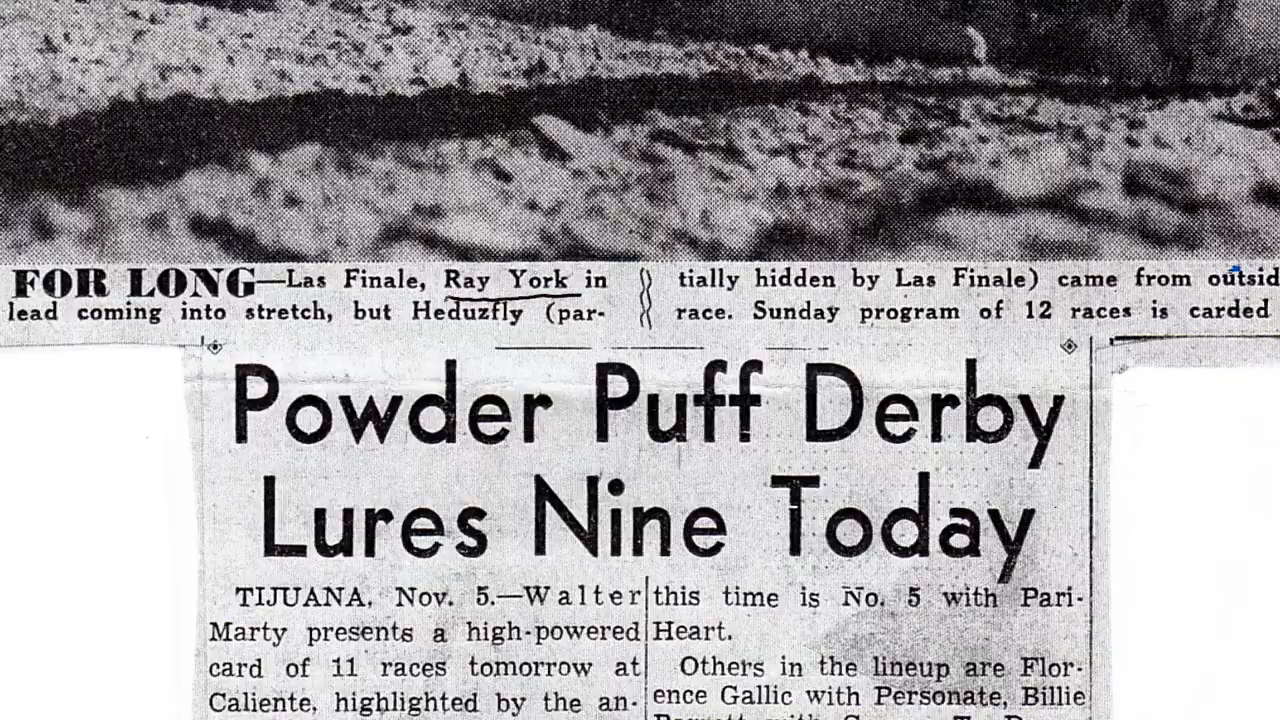 FOR LONG—Las Finale, Ray York in
lead coming into stretch, but Heduzfly (par-
tially hidden by Las Finale) came from outsid
race. Sunday program of 12 races is carded
Powder Puff Derby
Lures Nine Today
TIJUANA, Nov. 5.—Walter
Marty presents a high-powered
card of 11 races tomorrow at
Caliente, highlighted by the an-
this time is No. 5 with Pari-
Heart.
Others in the lineup are Flor-
ence Gallic with Personate, Billie